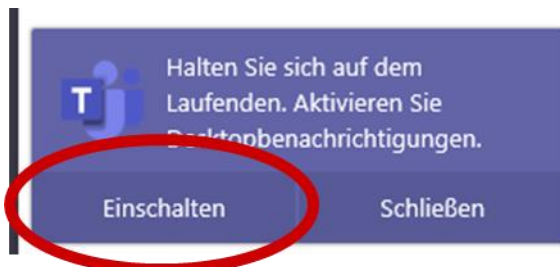 Halten Sie sich auf dem
T
Laufenden. Aktivieren Sie
Desktopbenachrichtigungen.
Einschalten
Schließen